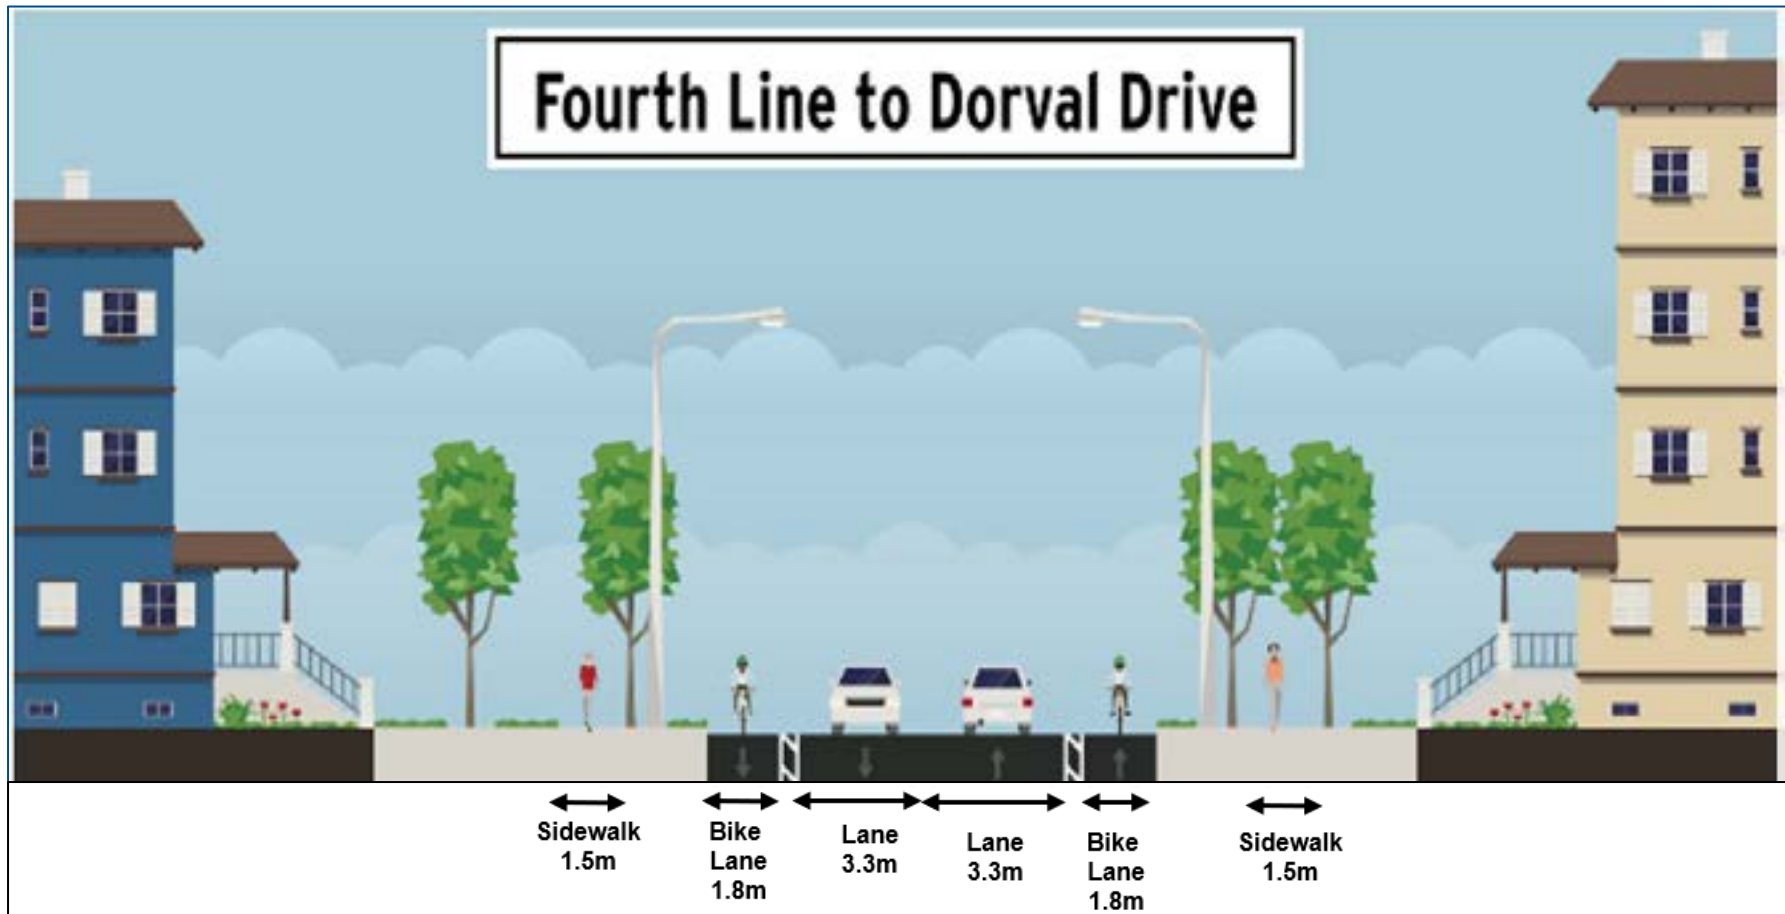 Fourth Line to Dorval Drive
Sidewalk
1.5m
Bike
Lane
1.8m
Lane
3.3m
Lane
3.3m
Bike
Lane
1.8m
Sidewalk
1.5m